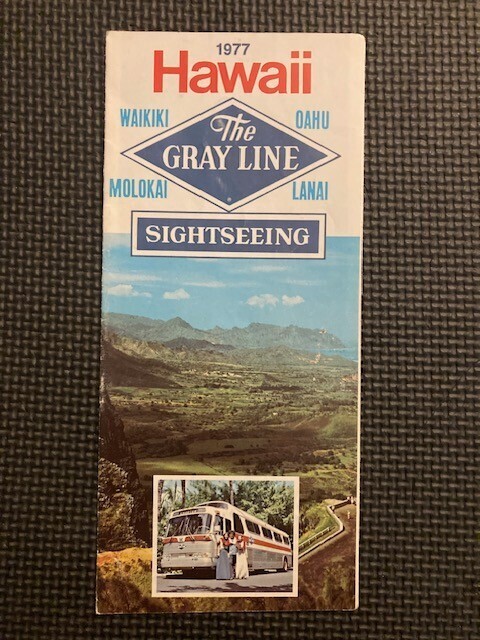 1977
Hawaii
WAIKIKI OAHU
The
GRAY LINE
MOLOKAI LANAI
SIGHTSEEING